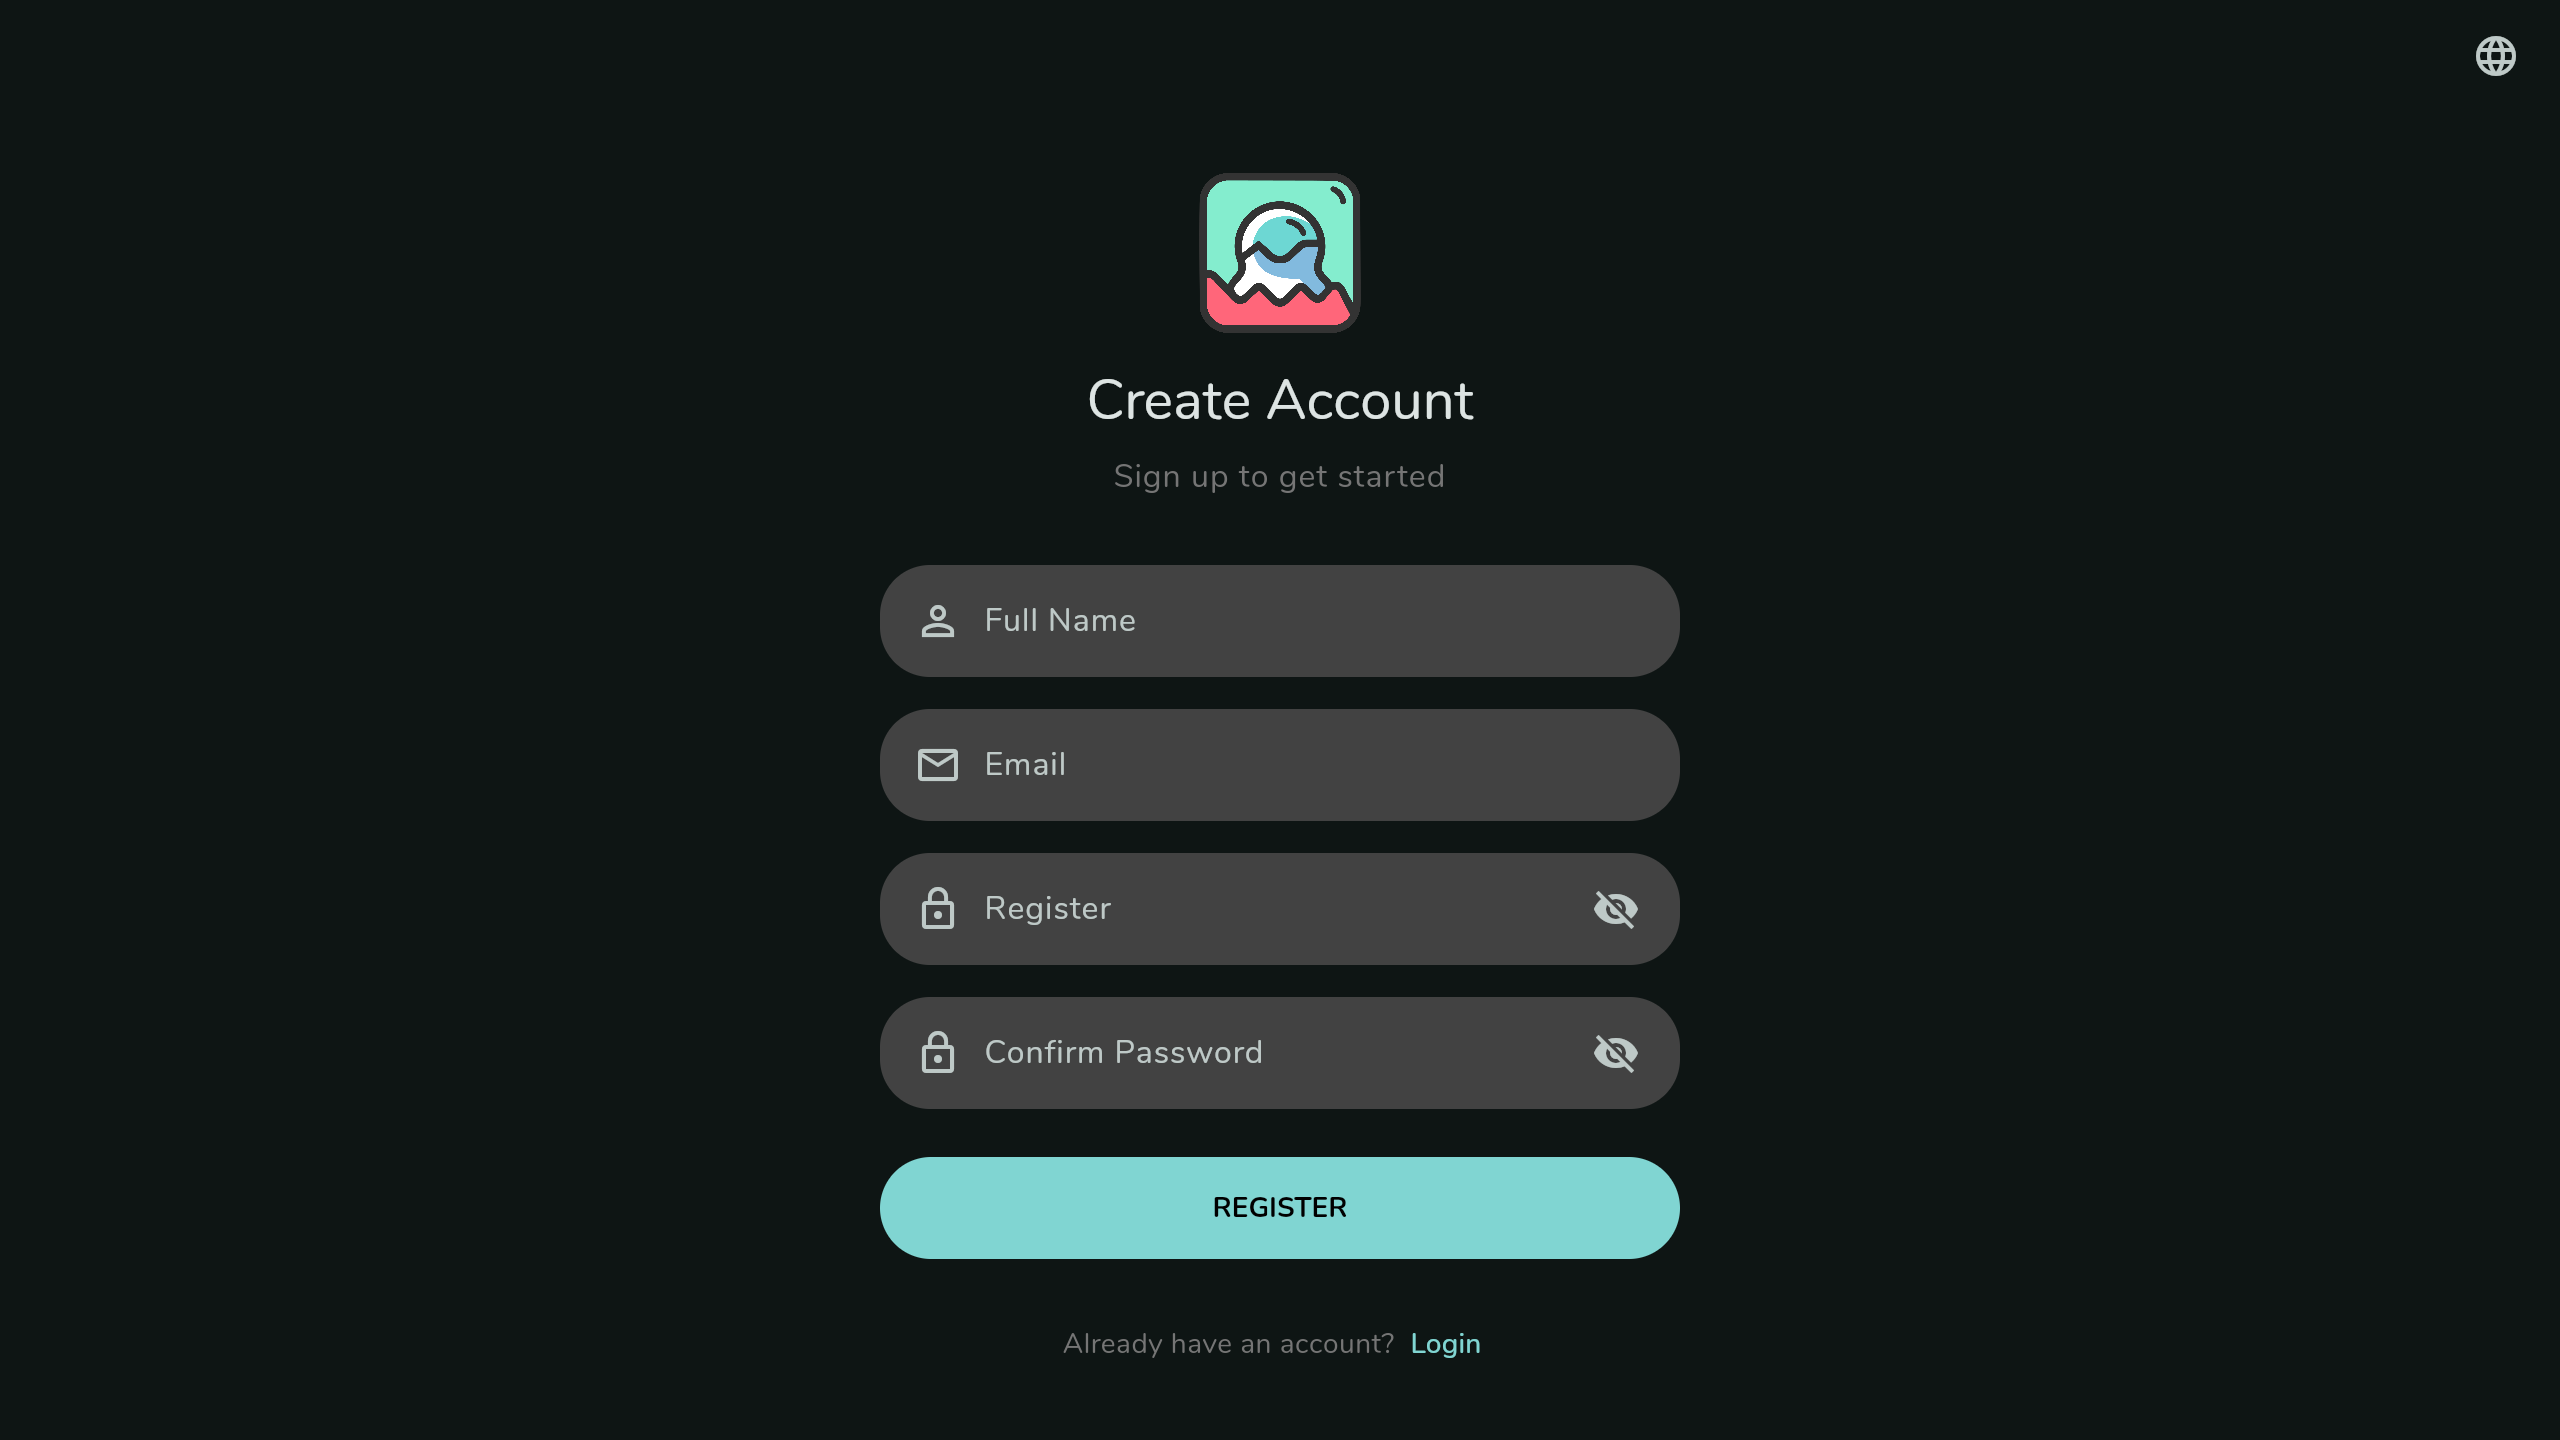 Create Account
Sign up to get started
Full Name
Email
Register
Confirm Password
REGISTER
Already have an account? Login